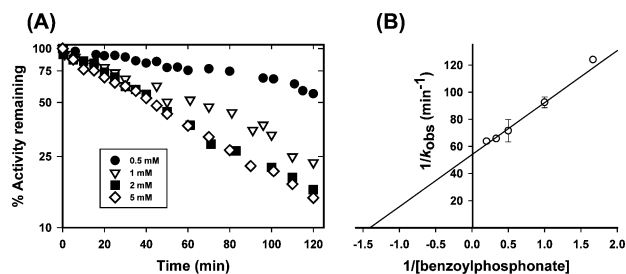 (A)
% Activity remaining
100
75
50
25
10
0.5 mM
1 mM
2 mM
5 mM
0 20 40 60 80 100 120
Time (min)
(B)
1/kobs (min-1)
120
100
80
60
40
20
-1.5 -1.0 -0.5 0.0 0.5 1.0 1.5 2.0
1/[benzoylphosphonate]